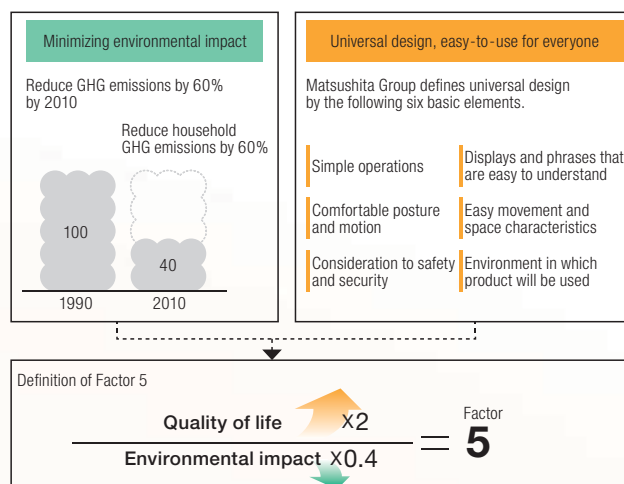 Minimizing environmental impact
Reduce GHG emissions by 60%
by 2010
Reduce household
GHG emissions by 60%
100
40
1990
2010
Universal design, easy-to-use for everyone
Matsushita Group defines universal design
by the following six basic elements.
Simple operations
Displays and phrases that
are easy to understand
Comfortable posture
and motion
Easy movement and
space characteristics
Consideration to safety
and security
Environment in which
product will be used
Definition of Factor 5
Quality of life ×2
Environmental impact ×0.4
=
Factor
5